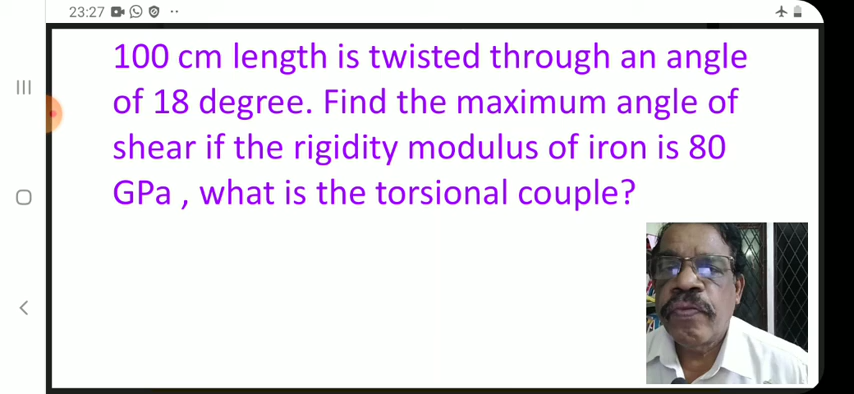 23:27
100 cm length is twisted through an angle
of 18 degree. Find the maximum angle of
shear if the rigidity modulus of iron is 80
GPa , what is the torsional couple?